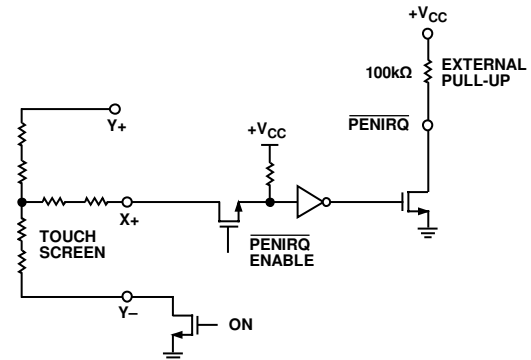 +VCC
100kΩ
EXTERNAL
PULL-UP
PENIRQ
Y+
+VCC
X+
TOUCH
SCREEN
PENIRQ
ENABLE
Y–
ON